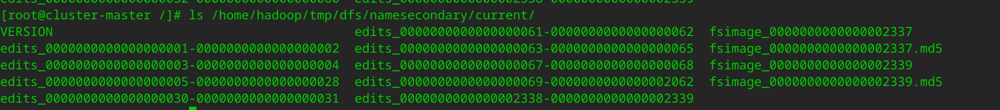 [root@cluster-master /]# ls /home/hadoop/tmp/dfs/namesecondary/current/
VERSION edits_0000000000000000061-0000000000000000062 fsimage_0000000000000002337
edits_0000000000000000001-0000000000000000002 edits_0000000000000000063-0000000000000000065 fsimage_0000000000000002337.md5
edits_0000000000000000003-0000000000000000004 edits_0000000000000000067-0000000000000000068 fsimage_0000000000000002339
edits_0000000000000000005-0000000000000000028 edits_0000000000000000069-0000000000000002062 fsimage_0000000000000002339.md5
edits_0000000000000000030-0000000000000000031 edits_0000000000000002338-0000000000000002339